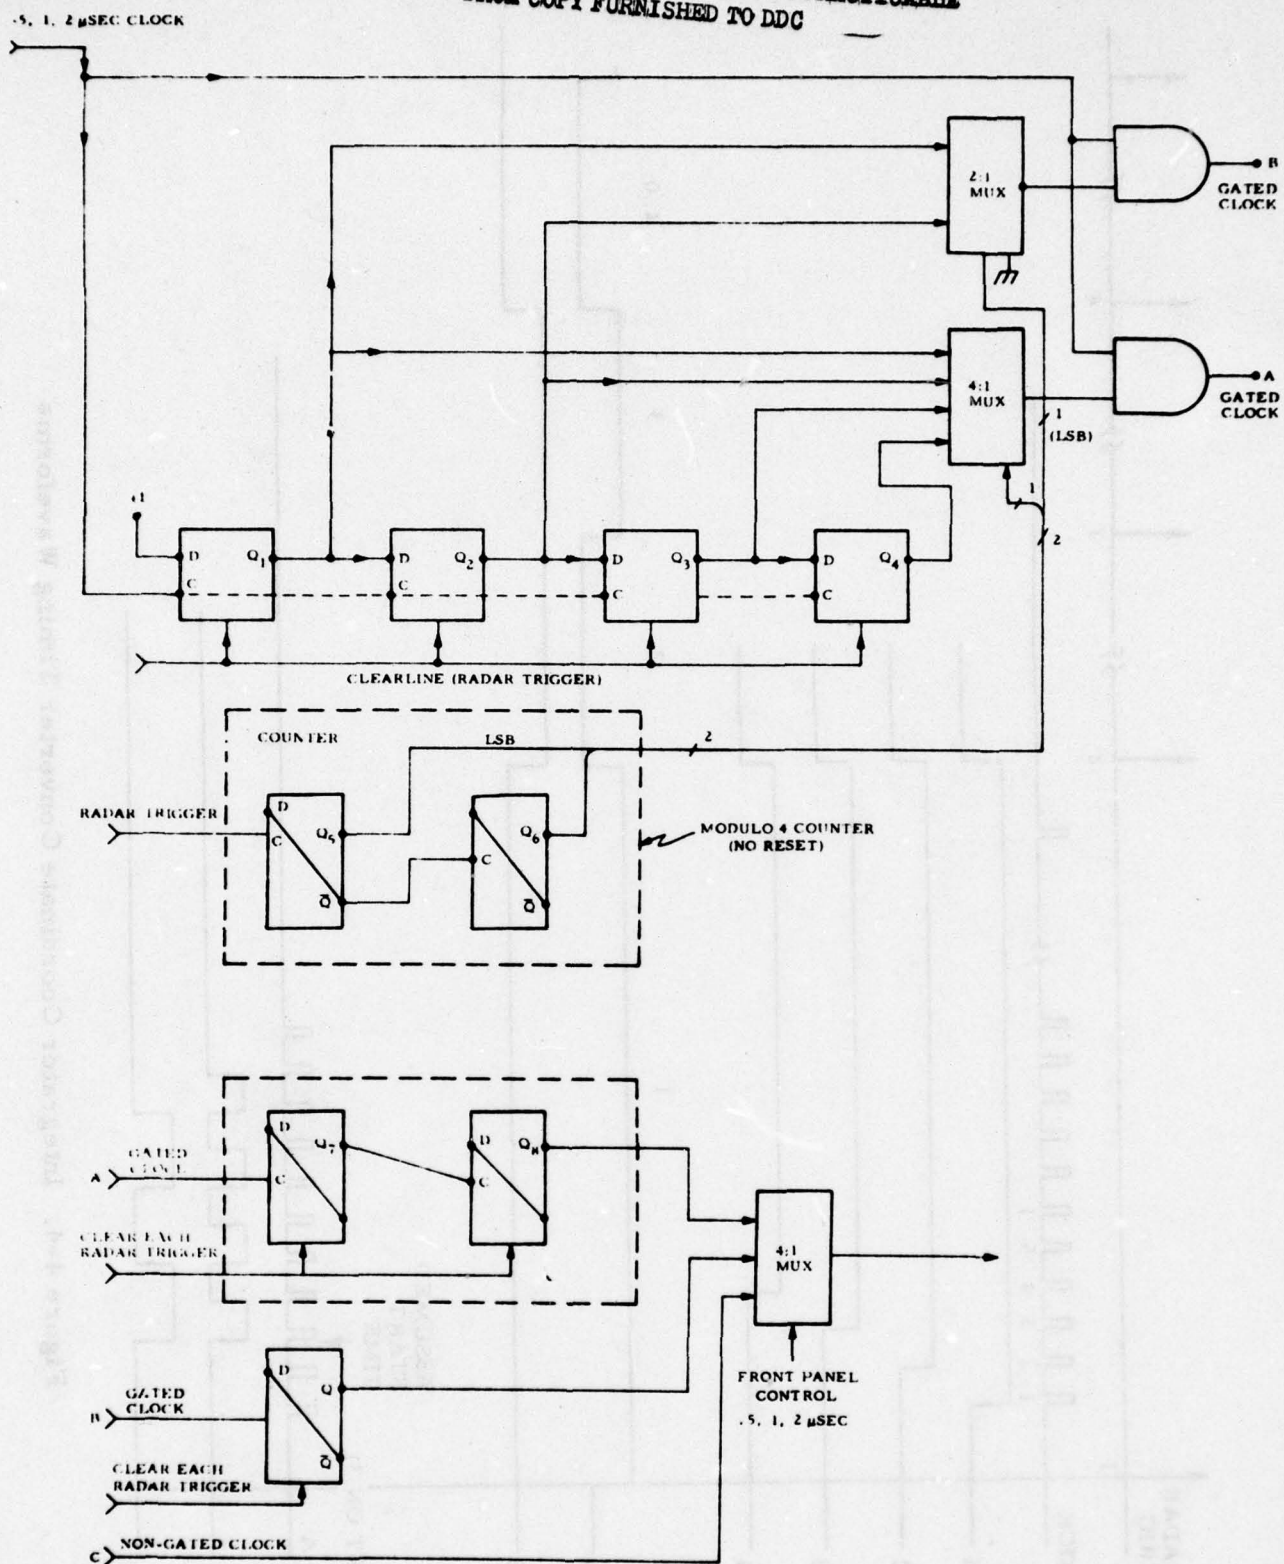 COPY FURNISHED TO DDC
.5, 1, 2 µSEC CLOCK
2:1
MUX
B
GATED
CLOCK
4:1
MUX
A
GATED
CLOCK
1
(LSB)
1
2
+1
D
Q1
C
D
Q2
C
D
Q3
C
D
Q4
C
CLEARLINE (RADAR TRIGGER)
COUNTER
LSB
2
RADAR TRIGGER
D
C
Q5
Q̅
C
Q6
Q̅
MODULO 4 COUNTER
(NO RESET)
A
GATED
CLOCK
D
C
Q7
D
C
Q8
CLEAR EACH
RADAR TRIGGER
4:1
MUX
FRONT PANEL
CONTROL
.5, 1, 2 µSEC
B
GATED
CLOCK
D
Q
Q̅
CLEAR EACH
RADAR TRIGGER
C
NON-GATED CLOCK